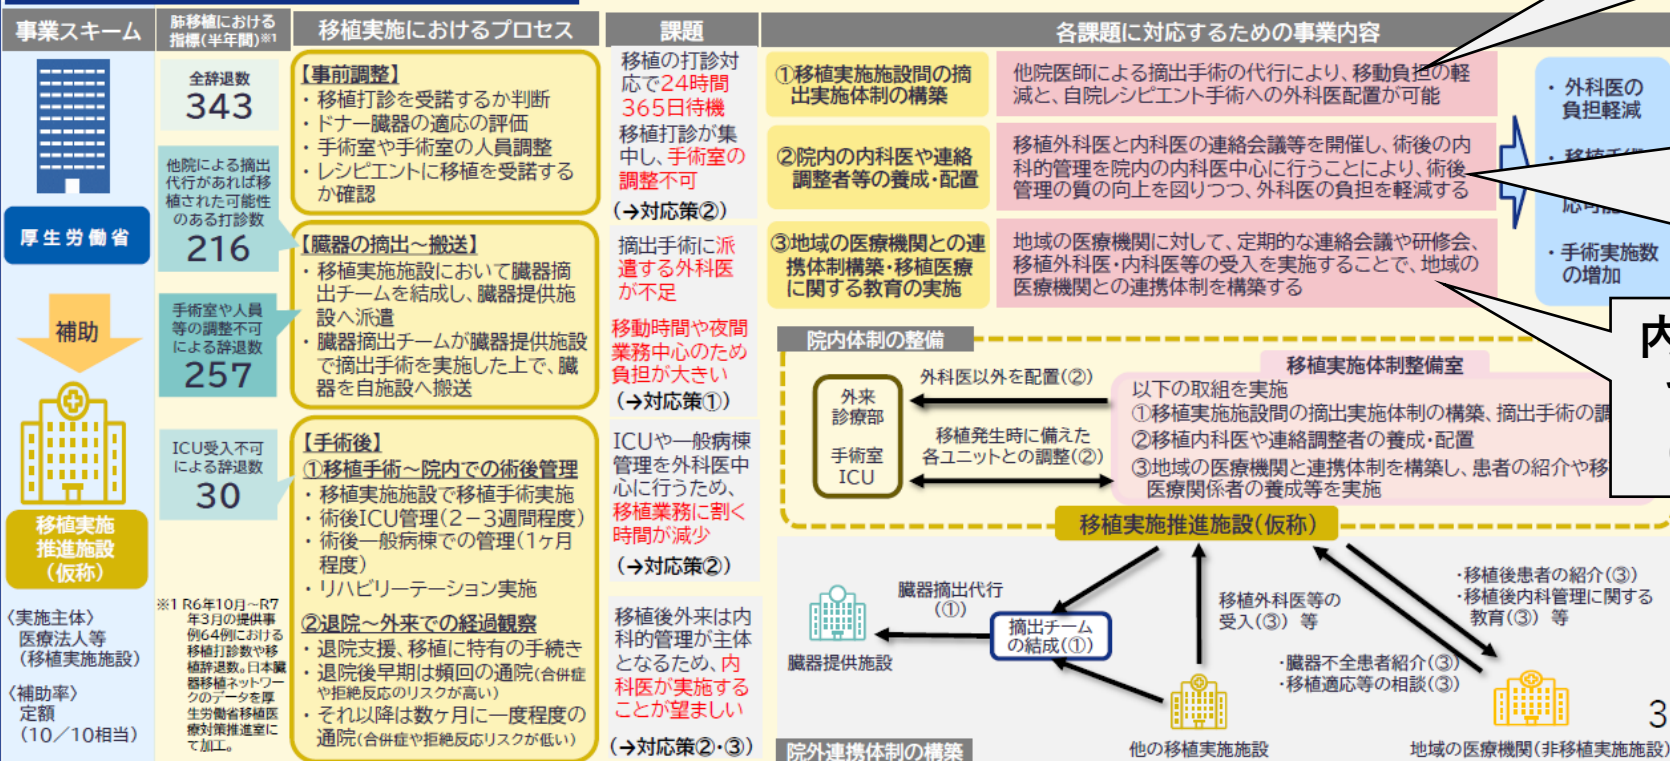 事業スキーム
厚生労働省
補助
移植実施
推進施設
(仮称)
〈実施主体〉
医療法人等
(移植実施施設)
〈補助率〉
定額
(10/10相当)
肺移植における
指標(半年間)※1
全辞退数
343
他院による摘出
代行があれば移
植された可能性
のある打診数
216
手術室や人員
等の調整不可
による辞退数
257
ICU受入不可
による辞退数
30
※1 R6年10月~R7
年3月の提供事
例64例における
移植打診数や移
植辞退数。日本臓
器移植ネットワー
クのデータを厚
生労働省移植医
療対策推進室に
て加工。
移植実施におけるプロセス
【事前調整】
・移植打診を受諾するか判断
・ドナー臓器の適応の評価
・手術室や手術室の人員調整
・レシピエントに移植を受諾する
か確認
【臓器の摘出~搬送】
・移植実施施設において臓器摘
出チームを結成し、臓器提供施
設へ派遣
・臓器摘出チームが臓器提供施設
で摘出手術を実施した上で、臓
器を自施設へ搬送
【手術後】
①移植手術~院内での術後管理
・移植実施施設で移植手術実施
・術後ICU管理(2-3週間程度)
・術後一般病棟での管理(1ヶ月
程度)
・リハビリーテーション実施
②退院~外来での経過観察
・退院支援、移植に特有の手続き
・退院後早期は頻回の通院(合併症
や拒絶反応のリスクが高い)
・それ以降は数ヶ月に一度程度の
通院(合併症や拒絶反応リスクが低い)
課題
移植の打診対
応で24時間
365日待機
移植打診が集
中し、手術室の
調整不可
(→対応策②)
摘出手術に派
遣する外科医
が不足
移動時間や夜間
業務中心のため
負担が大きい
(→対応策①)
ICUや一般病棟
管理を外科医中
心に行うため、
移植業務に割く
時間が減少
(→対応策②)
移植後外来は内
科的管理が主体
となるため、内
科医が実施する
ことが望ましい
(→対応策②・③)
各課題に対応するための事業内容
①移植実施施設間の摘
出実施体制の構築
他院医師による摘出手術の代行により、移動負担の軽
減と、自院レシピエント手術への外科医配置が可能
②院内の内科医や連絡
調整者等の養成・配置
移植外科医と内科医の連絡会議等を開催し、術後の内
科的管理を院内の内科医中心に行うことにより、術後
管理の質の向上を図りつつ、外科医の負担を軽減する
③地域の医療機関との連
携体制構築・移植医療
に関する教育の実施
地域の医療機関に対して、定期的な連絡会議や研修会、
移植外科医・内科医等の受入を実施することで、地域の
医療機関との連携体制を構築する
・外科医の
負担軽減
・手術実施数
の増加
内
院内体制の整備
外来
診療部
手術室
ICU
外科医以外を配置(②)
移植発生時に備えた
各ユニットとの調整(②)
移植実施体制整備室
以下の取組を実施
①移植実施施設間の摘出実施体制の構築、摘出手術の調
②移植内科医や連絡調整者の養成・配置
③地域の医療機関と連携体制を構築し、患者の紹介や移
医療関係者の養成等を実施
移植実施推進施設(仮称)
臓器摘出代行
(①)
臓器提供施設
摘出チーム
の結成(①)
移植外科医等の
受入(③) 等
・移植後患者の紹介(③)
・移植後内科管理に関する
教育(③) 等
・臓器不全患者紹介(③)
・移植適応等の相談(③)
他の移植実施施設
地域の医療機関(非移植実施施設)
院外連携体制の構築
3